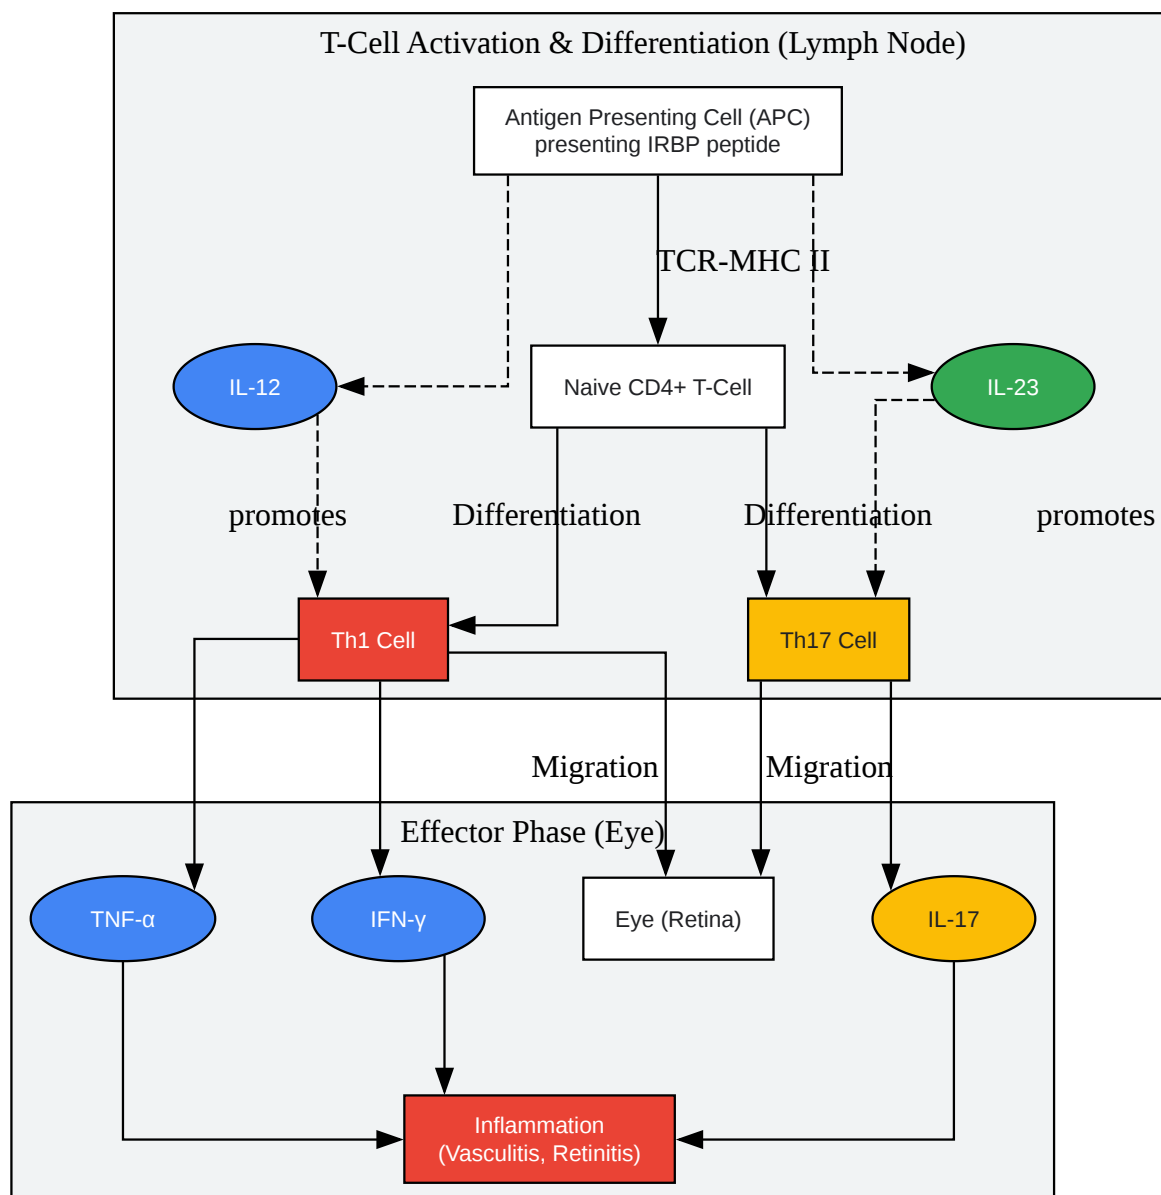 T-Cell Activation & Differentiation (Lymph Node)
Antigen Presenting Cell (APC)
presenting IRBP peptide
TCR-MHC II
IL-12
Naive CD4+ T-Cell
IL-23
promotes
Differentiation
Differentiation
promotes
Th1 Cell
Th17 Cell
Migration
Migration
Effector Phase (Eye)
TNF-α
IFN-γ
Eye (Retina)
IL-17
Inflammation
(Vasculitis, Retinitis)